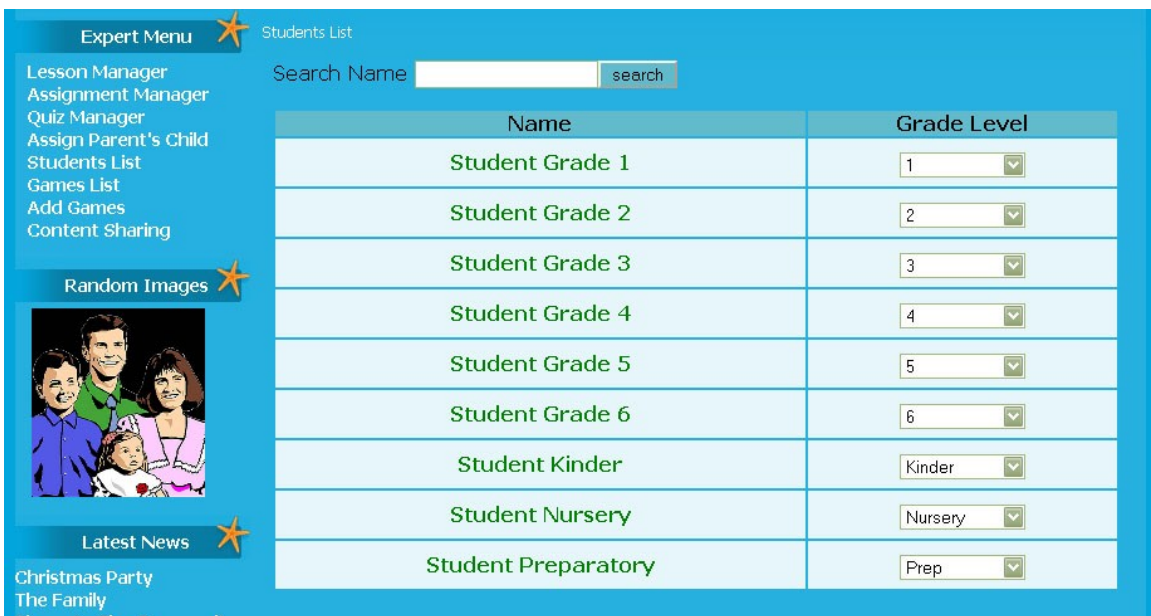 Expert Menu
Lesson Manager
Assignment Manager
Quiz Manager
Assign Parent's Child
Students List
Games List
Add Games
Content Sharing
Random Images
Latest News
Christmas Party
The Family
Students List
Search Name search
Name Grade Level
Student Grade 1 1
Student Grade 2 2
Student Grade 3 3
Student Grade 4 4
Student Grade 5 5
Student Grade 6 6
Student Kinder Kinder
Student Nursery Nursery
Student Preparatory Prep